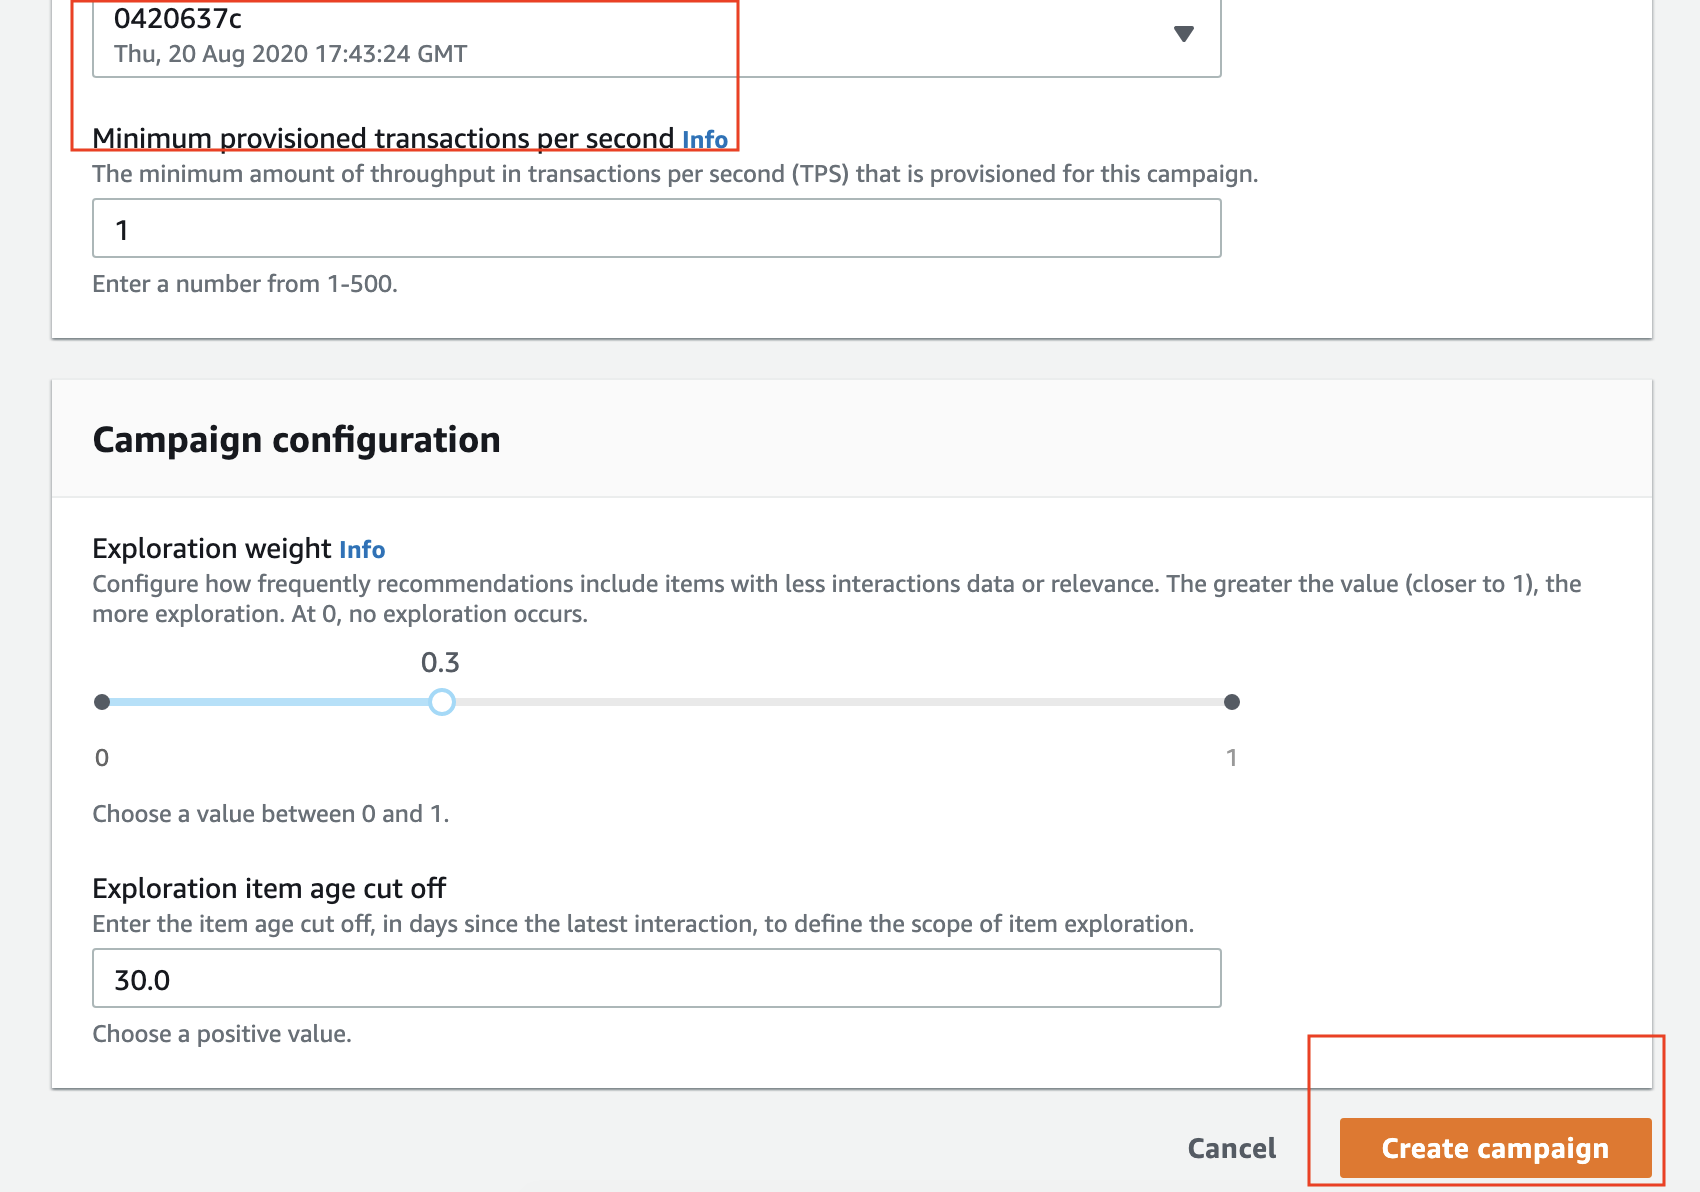 0420637c
Thu, 20 Aug 2020 17:43:24 GMT
Minimum provisioned transactions per second Info
The minimum amount of throughput in transactions per second (TPS) that is provisioned for this campaign.
1
Enter a number from 1-500.
Campaign configuration
Exploration weight Info
Configure how frequently recommendations include items with less interactions data or relevance. The greater the value (closer to 1), the
more exploration. At 0, no exploration occurs.
0.3
0 1
Choose a value between 0 and 1.
Exploration item age cut off
Enter the item age cut off, in days since the latest interaction, to define the scope of item exploration.
30.0
Choose a positive value.
Cancel Create campaign